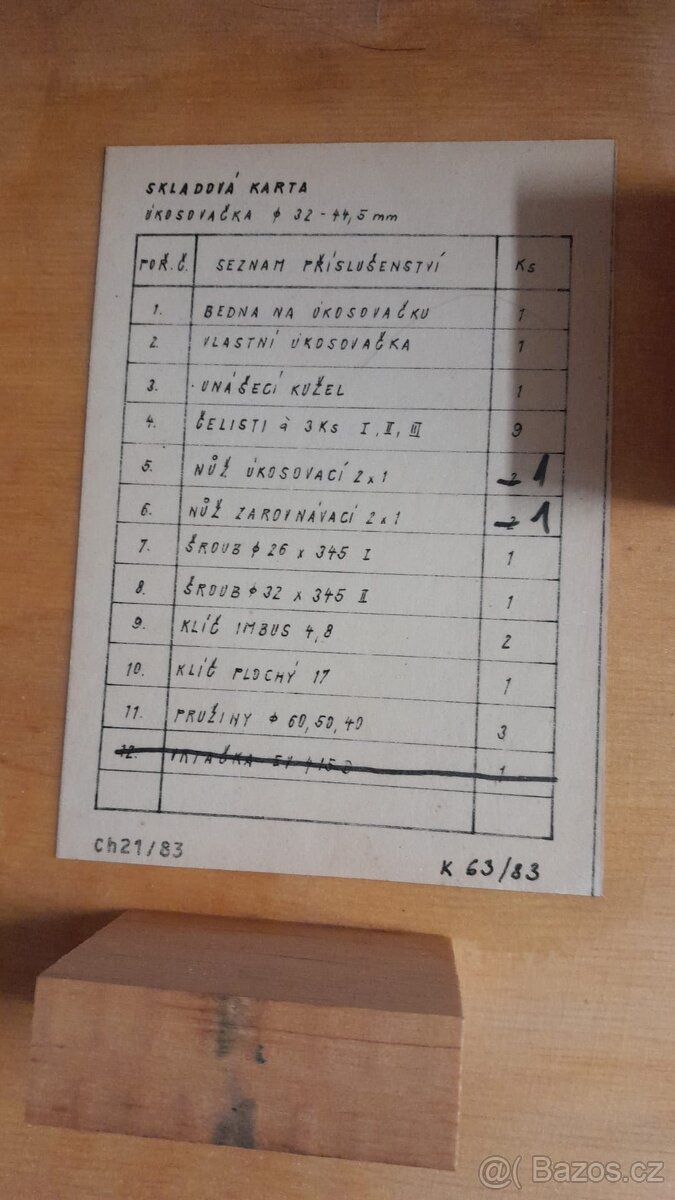 SKLADOVÁ KARTA
ÚKOSOVAČKA ϕ 32-44,5mm
POŘ.Č. SEZNAM PŘÍSLUŠENSTVÍ KS
1. BEDNA NA ÚKOSOVAČKU 1
2. VLASTNÍ ÚKOSOVAČKA 1
3. UNÁŠECÍ KUŽEL 1
4. ČELISTI à 3KS I, II, III 9
5. NŮŽ ÚKOSOVACÍ 2x1 2 1
6. NŮŽ ZAROVNÁVACÍ 2x1 2 1
7. ŠROUB ϕ 26 x 345 I 1
8. ŠROUB ϕ 32 x 345 II 1
9. KLÍČ IMBUS 4,8 2
10. KLÍČ PLOCHÝ 17 1
11. PRUŽINY ϕ 60,50,40 3
12. VRTAČKA 1
Ch21/83
K 63/83
@( Bazos.cz